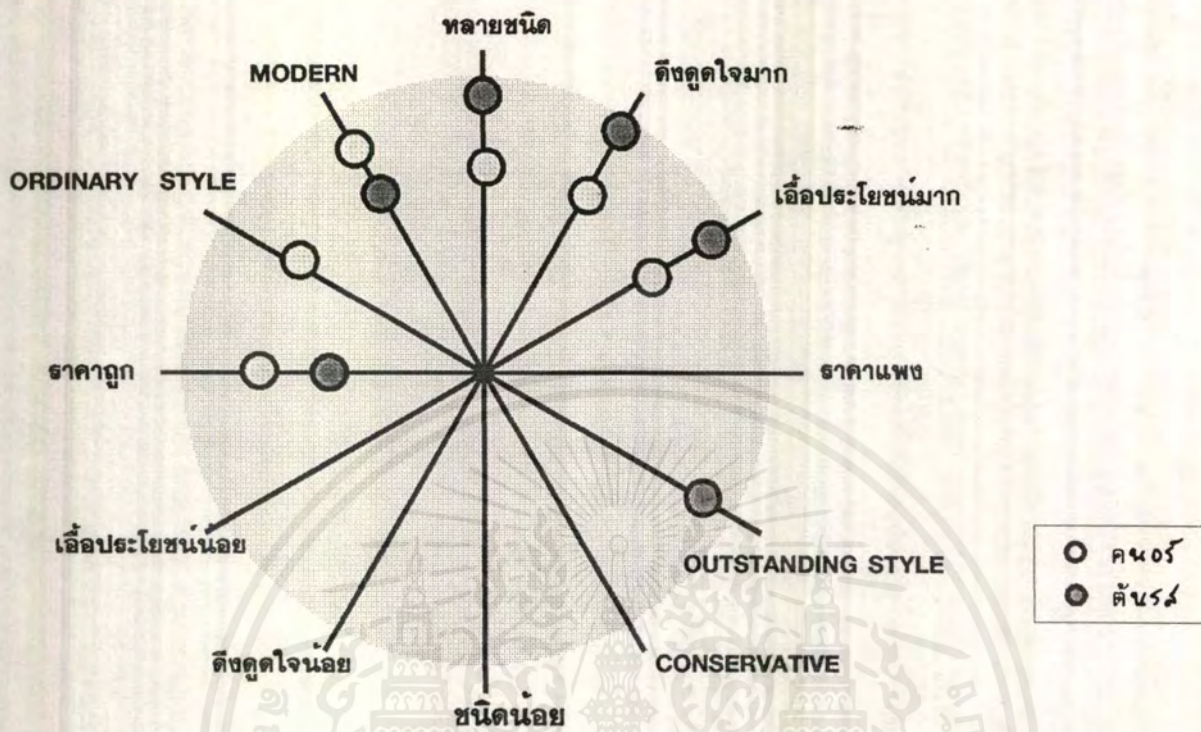 หลายชนิด
MODERN
ดึงดูดใจมาก
ORDINARY STYLE
เอื้อประโยชน์มาก
ราคาถูก
ราคาแพง
เอื้อประโยชน์น้อย
OUTSTANDING STYLE
คนอร์
ต้นรส
ดึงดูดใจน้อย
CONSERVATIVE
ชนิดน้อย